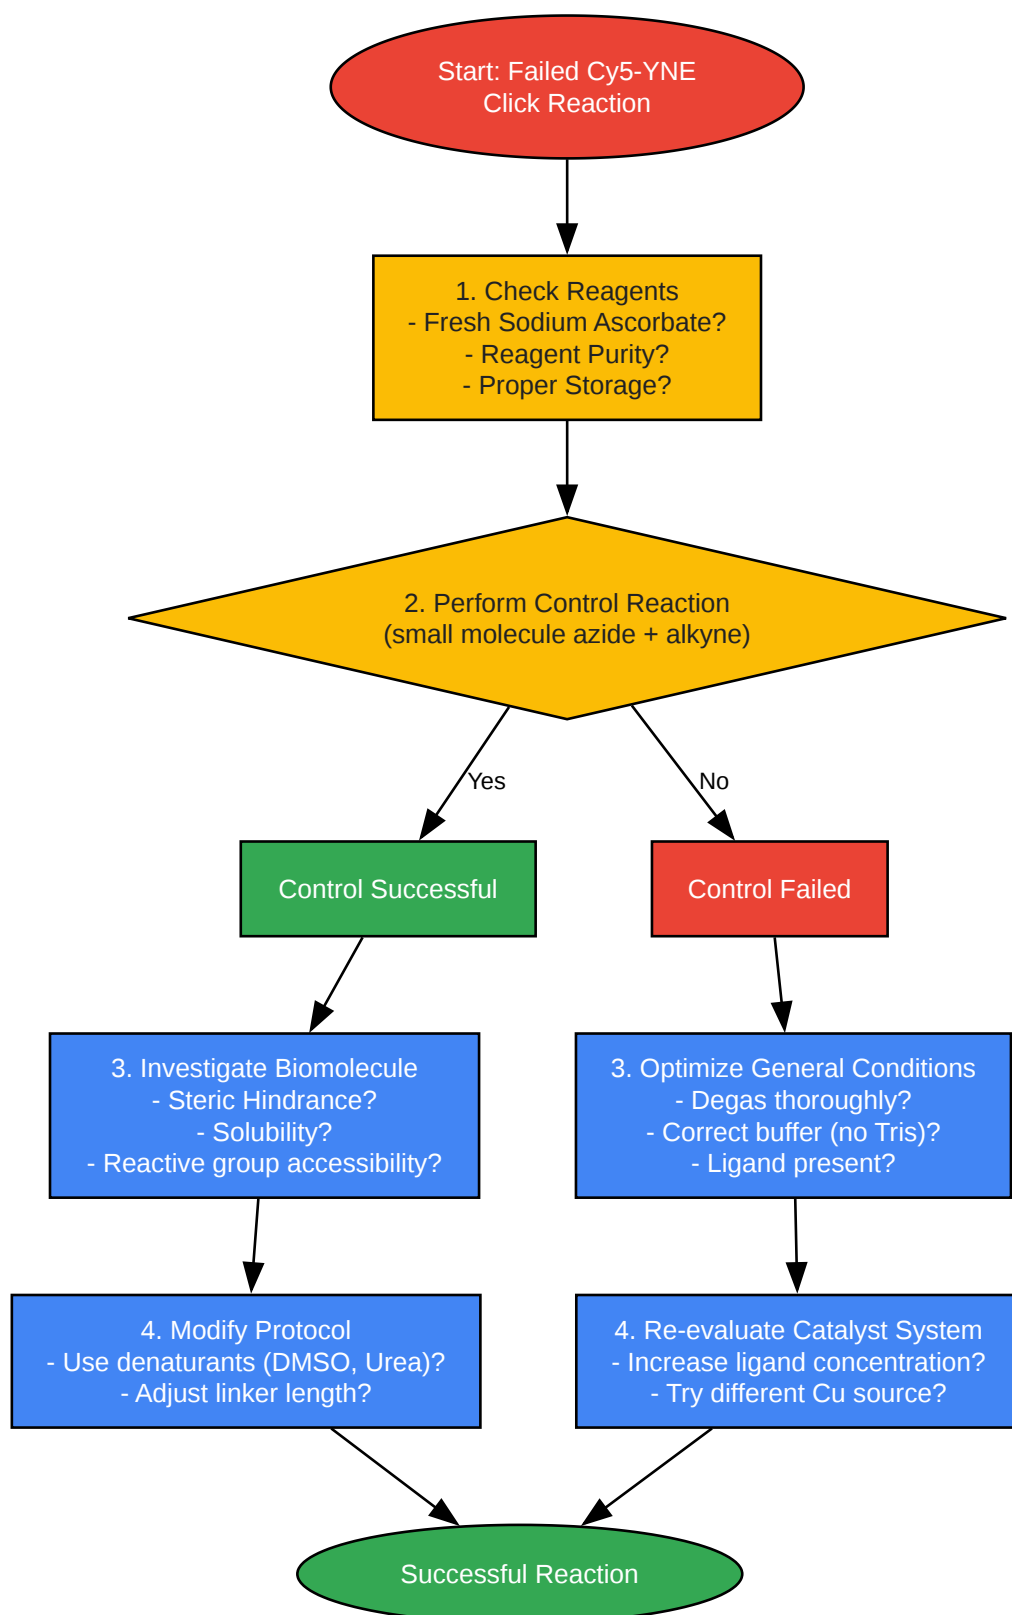 Start: Failed Cy5-YNE
Click Reaction
1. Check Reagents
- Fresh Sodium Ascorbate?
- Reagent Purity?
- Proper Storage?
2. Perform Control Reaction
(small molecule azide + alkyne)
Yes
No
Control Successful
Control Failed
3. Investigate Biomolecule
- Steric Hindrance?
- Solubility?
- Reactive group accessibility?
3. Optimize General Conditions
- Degas thoroughly?
- Correct buffer (no Tris)?
- Ligand present?
4. Modify Protocol
- Use denaturants (DMSO, Urea)?
- Adjust linker length?
4. Re-evaluate Catalyst System
- Increase ligand concentration?
- Try different Cu source?
Successful Reaction